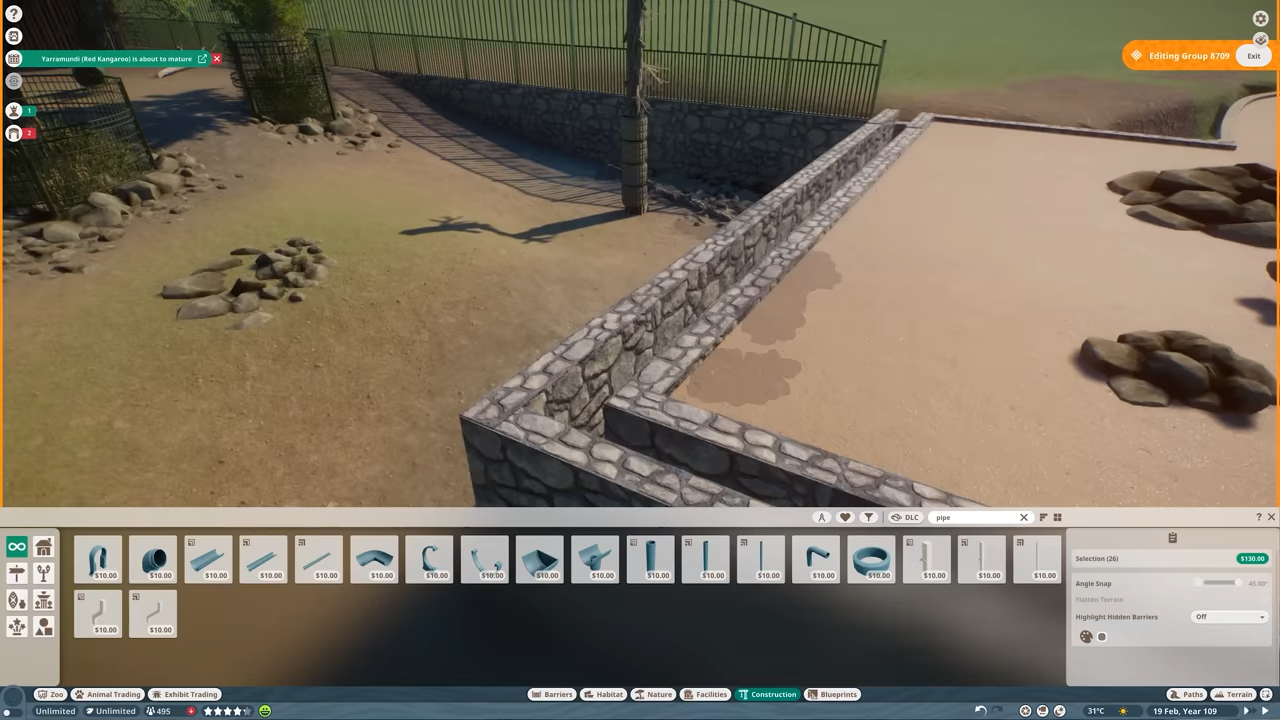 Yarramundi (Red Kangaroo) is about to mature
1
2
Editing Group 8709
Exit
DLC
pipe
?
$10.00 $10.00 $10.00 $10.00 $10.00 $10.00 $10.00 $10.00 $10.00 $10.00 $10.00 $10.00 $10.00 $10.00 $10.00 $10.00 $10.00 $10.00
$10.00 $10.00
Selection (26)
$130.00
Angle Snap
45.00°
Flatten Terrain
Highlight Hidden Barriers
Off
Zoo
Animal Trading
Exhibit Trading
Barriers
Habitat
Nature
Facilities
Construction
Blueprints
Paths
Terrain
Unlimited
Unlimited
495
31°C
19 Feb, Year 109